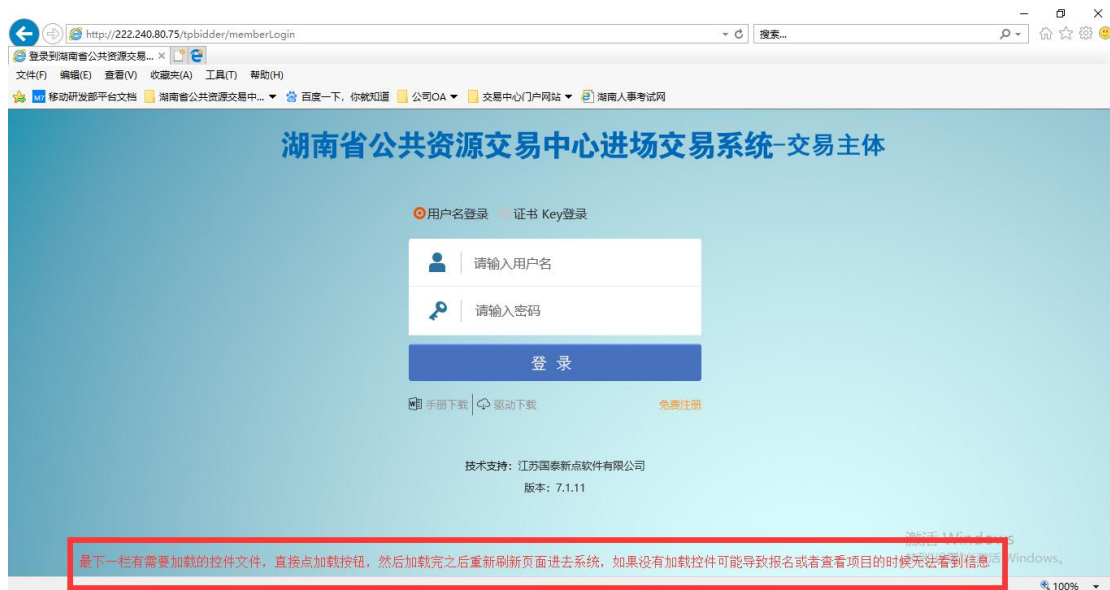 http://222.240.80.75/tpbidder/memberLogin
搜索...
登录到湖南省公共资源交易...
文件(F) 编辑(E) 查看(V) 收藏夹(A) 工具(T) 帮助(H)
M7 移动研发部平台文档 湖南省公共资源交易中... 百度一下，你就知道 公司OA 交易中心门户网站 湖南人事考试网
湖南省公共资源交易中心进场交易系统-交易主体
用户名登录 证书 Key登录
请输入用户名
请输入密码
登 录
手册下载 驱动下载 免费注册
技术支持：江苏国泰新点软件有限公司
版本：7.1.11
激活 Windows
最下一栏有需要加载的控件文件，直接点加载按钮，然后加载完之后重新刷新页面进去系统，如果没有加载控件可能导致报名或者查看项目的时候无法看到信息
Windows。
100%